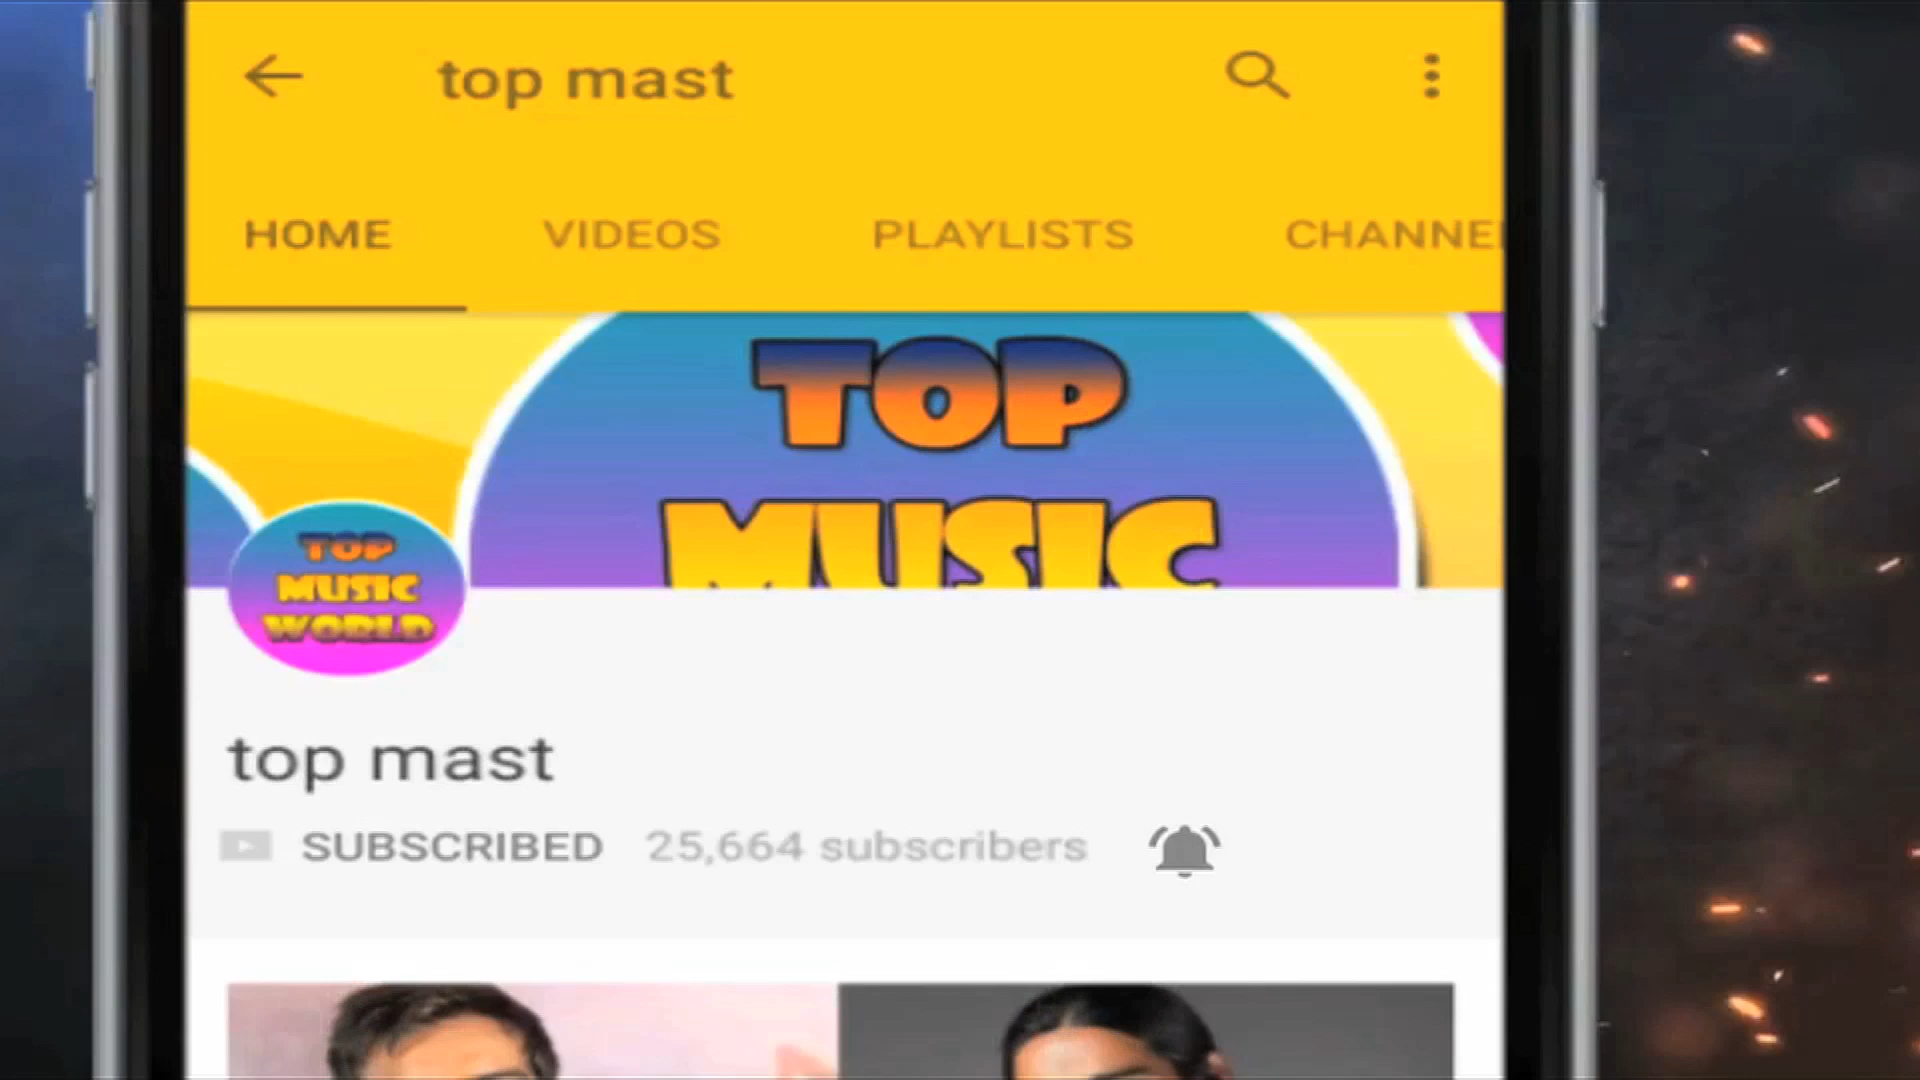 top mast
HOME VIDEOS PLAYLISTS CHANNE
TOP
MUSIC
TOP
MUSIC
WORLD
top mast
SUBSCRIBED 25,664 subscribers